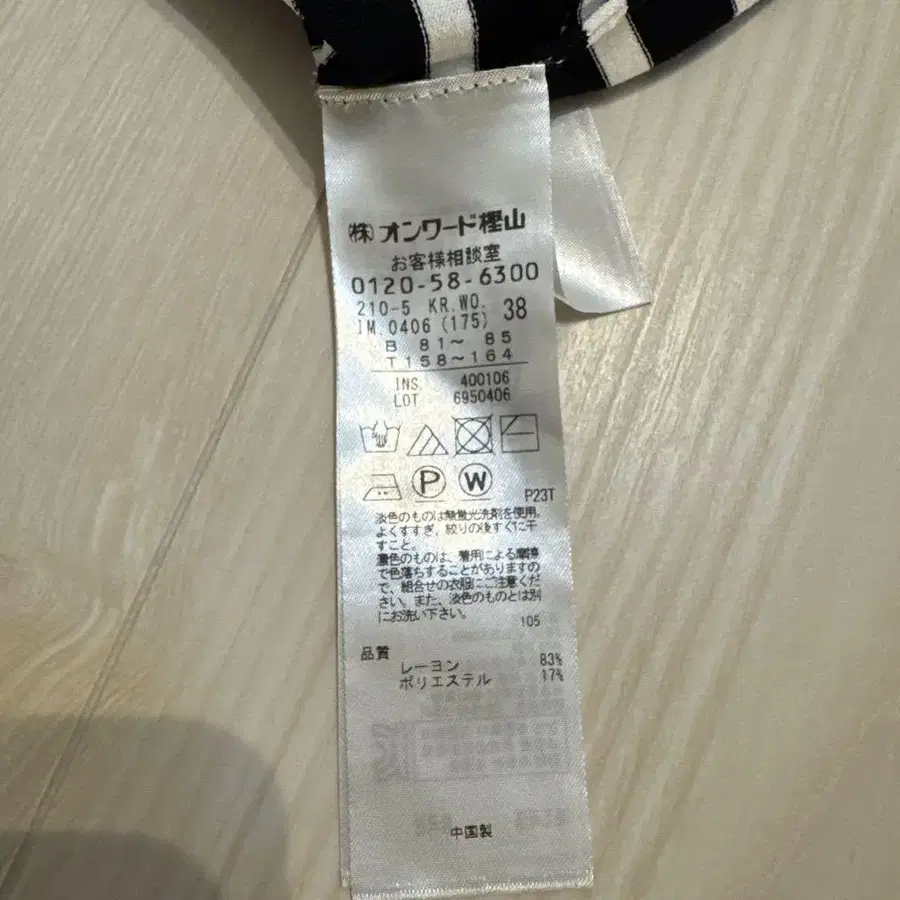 ㈱オンワード樫山
お客様相談室
0120-58-6300
210-5 KR.WO. 38
IM.0406 (175)
B 81～ 85
T158～164
INS 400106
LOT 6950406
P W P23T
淡色のものは無蛍光洗剤を使用。
よくすすぎ、絞りの後すぐに干
すこと。
濃色のものは、着用による摩擦
で色落ちすることがありますの
で、組合せの衣服にご注意くだ
さい。また、淡色のものとは別
にお洗い下さい。
105
品質
レーヨン 83%
ポリエステル 17%
中国製